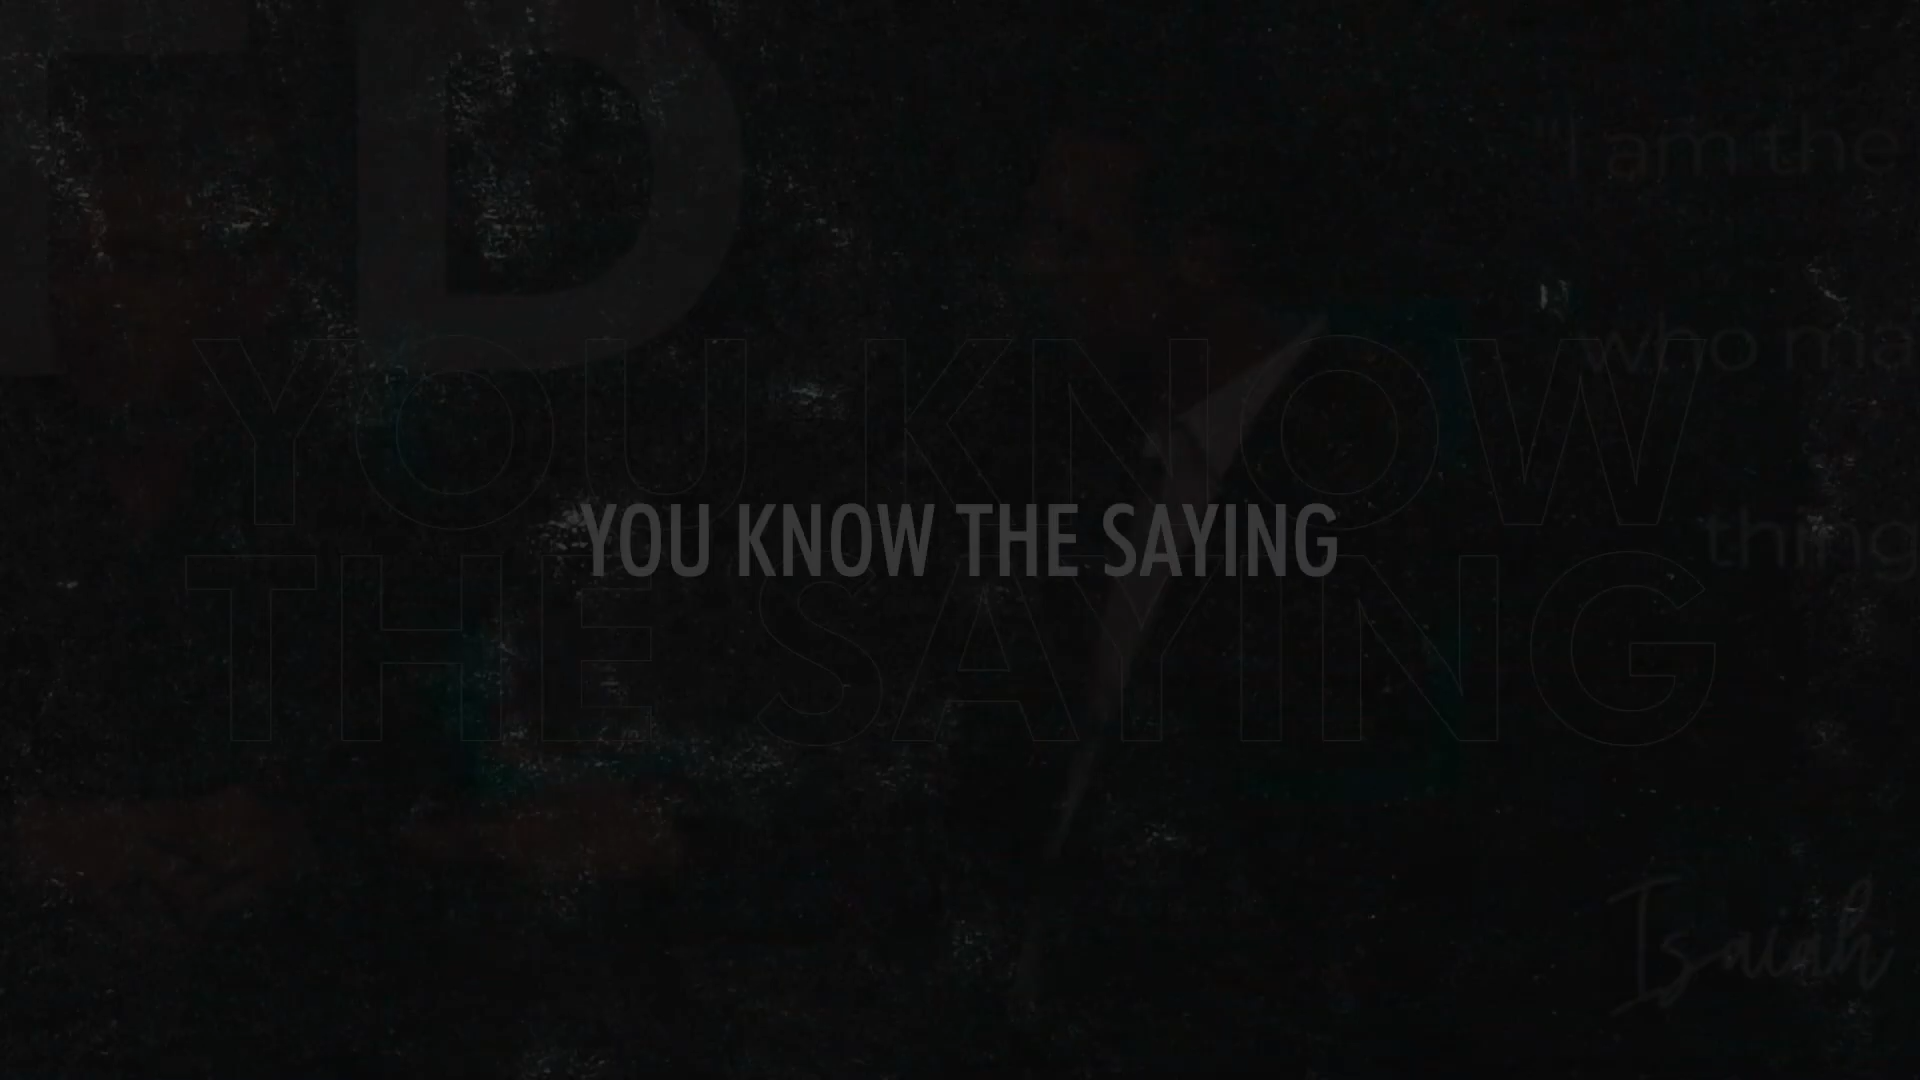 D
"I am the
who ma
YOU KNOW
thing
YOU KNOW THE SAYING
THE SAYING
Isaiah